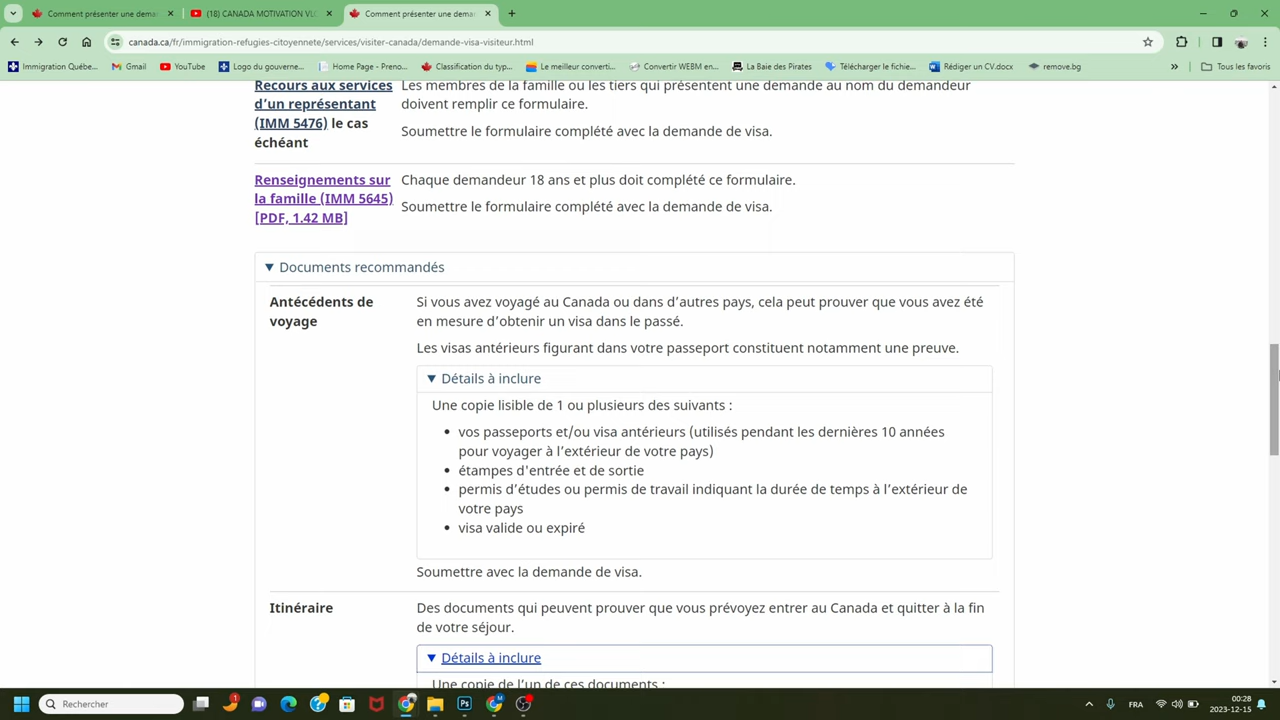 Comment présenter une dema
(18) CANADA MOTIVATION VLO
Comment présenter une dema
canada.ca/fr/immigration-refugies-citoyennete/services/visiter-canada/demande-visa-visiteur.html
Immigration Québe...
Gmail
YouTube
Logo du gouverne...
Home Page - Preno...
Classification du typ...
Le meilleur converti...
Convertir WEBM en...
La Baie des Pirates
Télécharger le fichie...
Rédiger un CV.docx
remove.bg
»
Tous les favoris
Recours aux services
d'un représentant
(IMM 5476) le cas
échéant
Les membres de la famille ou les tiers qui présentent une demande au nom du demandeur
doivent remplir ce formulaire.
Soumettre le formulaire complété avec la demande de visa.
Renseignements sur
la famille (IMM 5645)
[PDF, 1.42 MB]
Chaque demandeur 18 ans et plus doit complété ce formulaire.
Soumettre le formulaire complété avec la demande de visa.
Documents recommandés
Antécédents de
voyage
Si vous avez voyagé au Canada ou dans d'autres pays, cela peut prouver que vous avez été
en mesure d'obtenir un visa dans le passé.
Les visas antérieurs figurant dans votre passeport constituent notamment une preuve.
Détails à inclure
Une copie lisible de 1 ou plusieurs des suivants :
• vos passeports et/ou visa antérieurs (utilisés pendant les dernières 10 années
pour voyager à l'extérieur de votre pays)
• étampes d'entrée et de sortie
• permis d'études ou permis de travail indiquant la durée de temps à l'extérieur de
votre pays
• visa valide ou expiré
Soumettre avec la demande de visa.
Itinéraire
Des documents qui peuvent prouver que vous prévoyez entrer au Canada et quitter à la fin
de votre séjour.
Détails à inclure
Une copie de l'un de ces documents :
Rechercher
1
FRA
00:28
2023-12-15